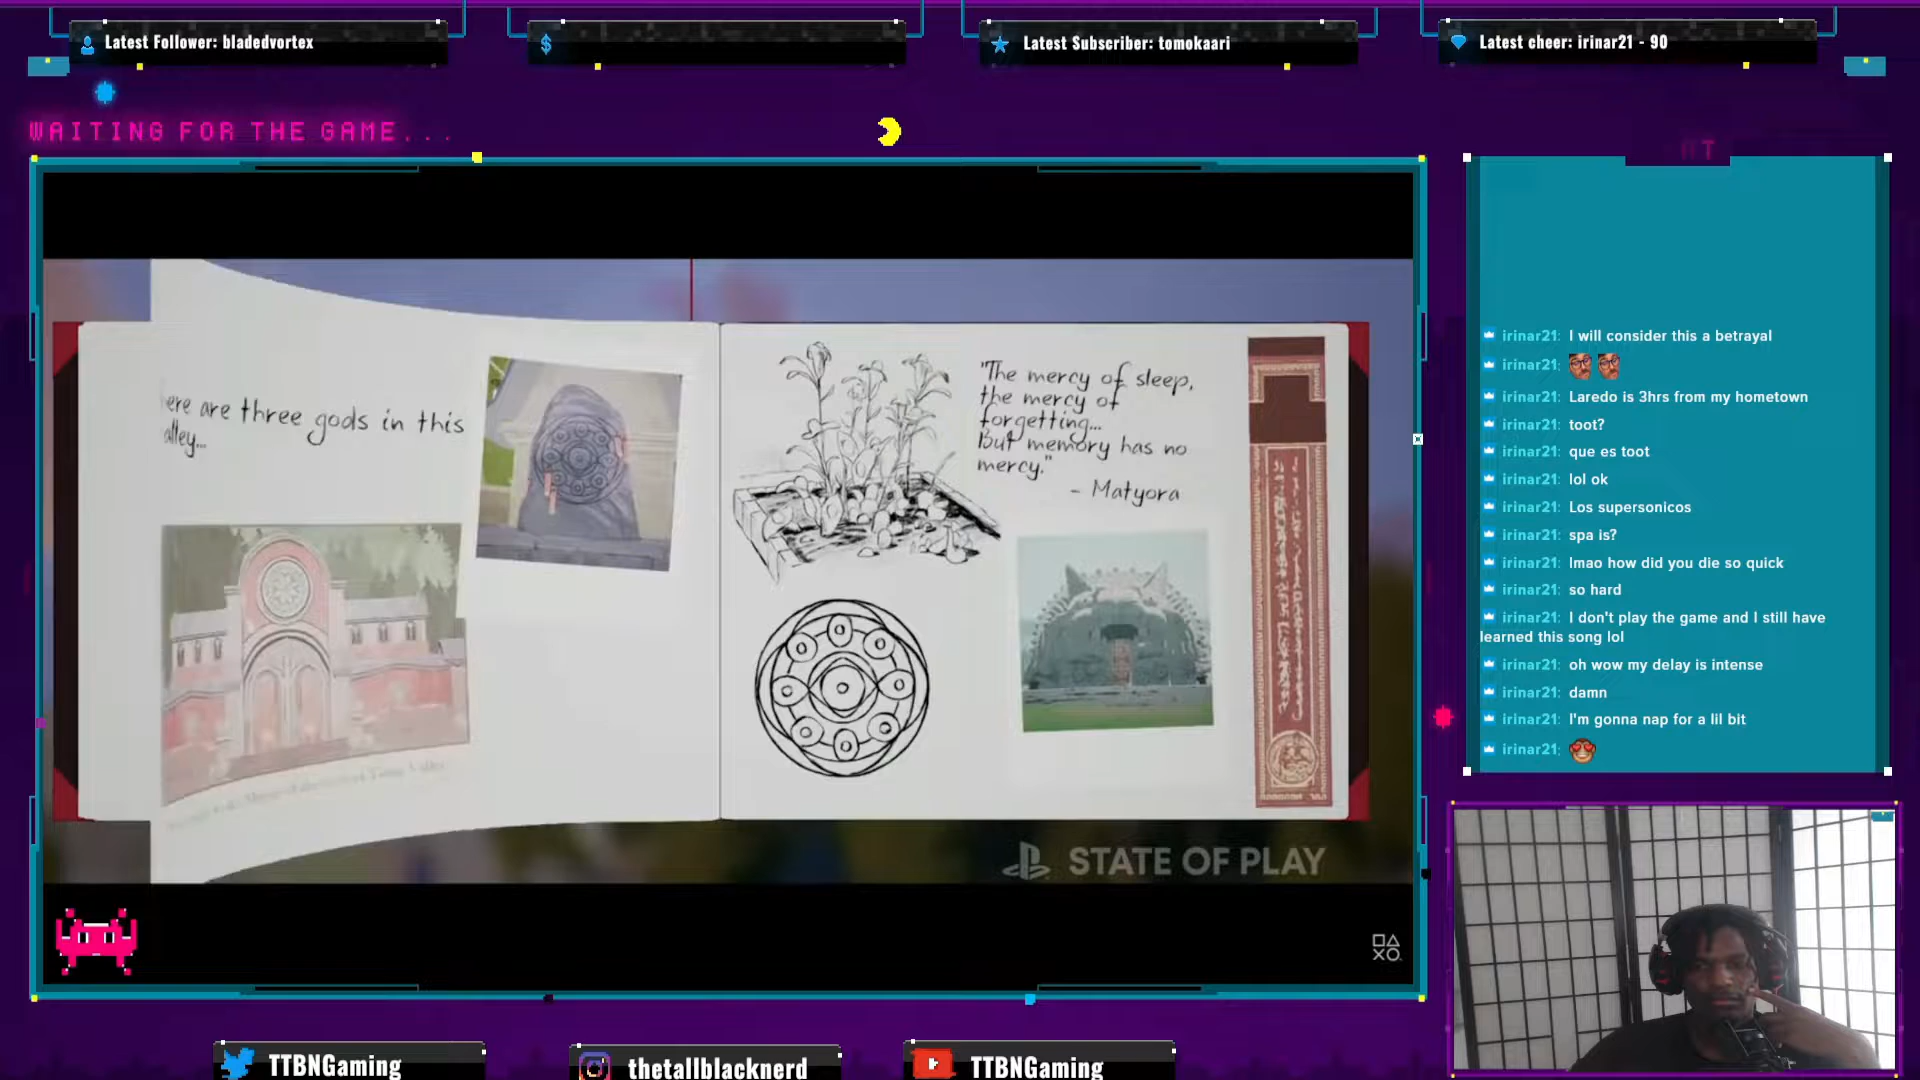 Latest Follower: bladedvortex
$
Latest Subscriber: tomokaari
Latest cheer: irinar21 - 90
WAITING FOR THE GAME...
ere are three gods in this
alley...
"The mercy of sleep,
the mercy of
forgetting...
But memory has no
mercy."
- Matyora
STATE OF PLAY
irinar21: I will consider this a betrayal
irinar21:
irinar21: Laredo is 3hrs from my hometown
irinar21: toot?
irinar21: que es toot
irinar21: lol ok
irinar21: Los supersonicos
irinar21: spa is?
irinar21: lmao how did you die so quick
irinar21: so hard
irinar21: I don't play the game and I still have
learned this song lol
irinar21: oh wow my delay is intense
irinar21: damn
irinar21: I'm gonna nap for a lil bit
irinar21:
TTBNGaming
thetallblacknerd
TTBNGaming